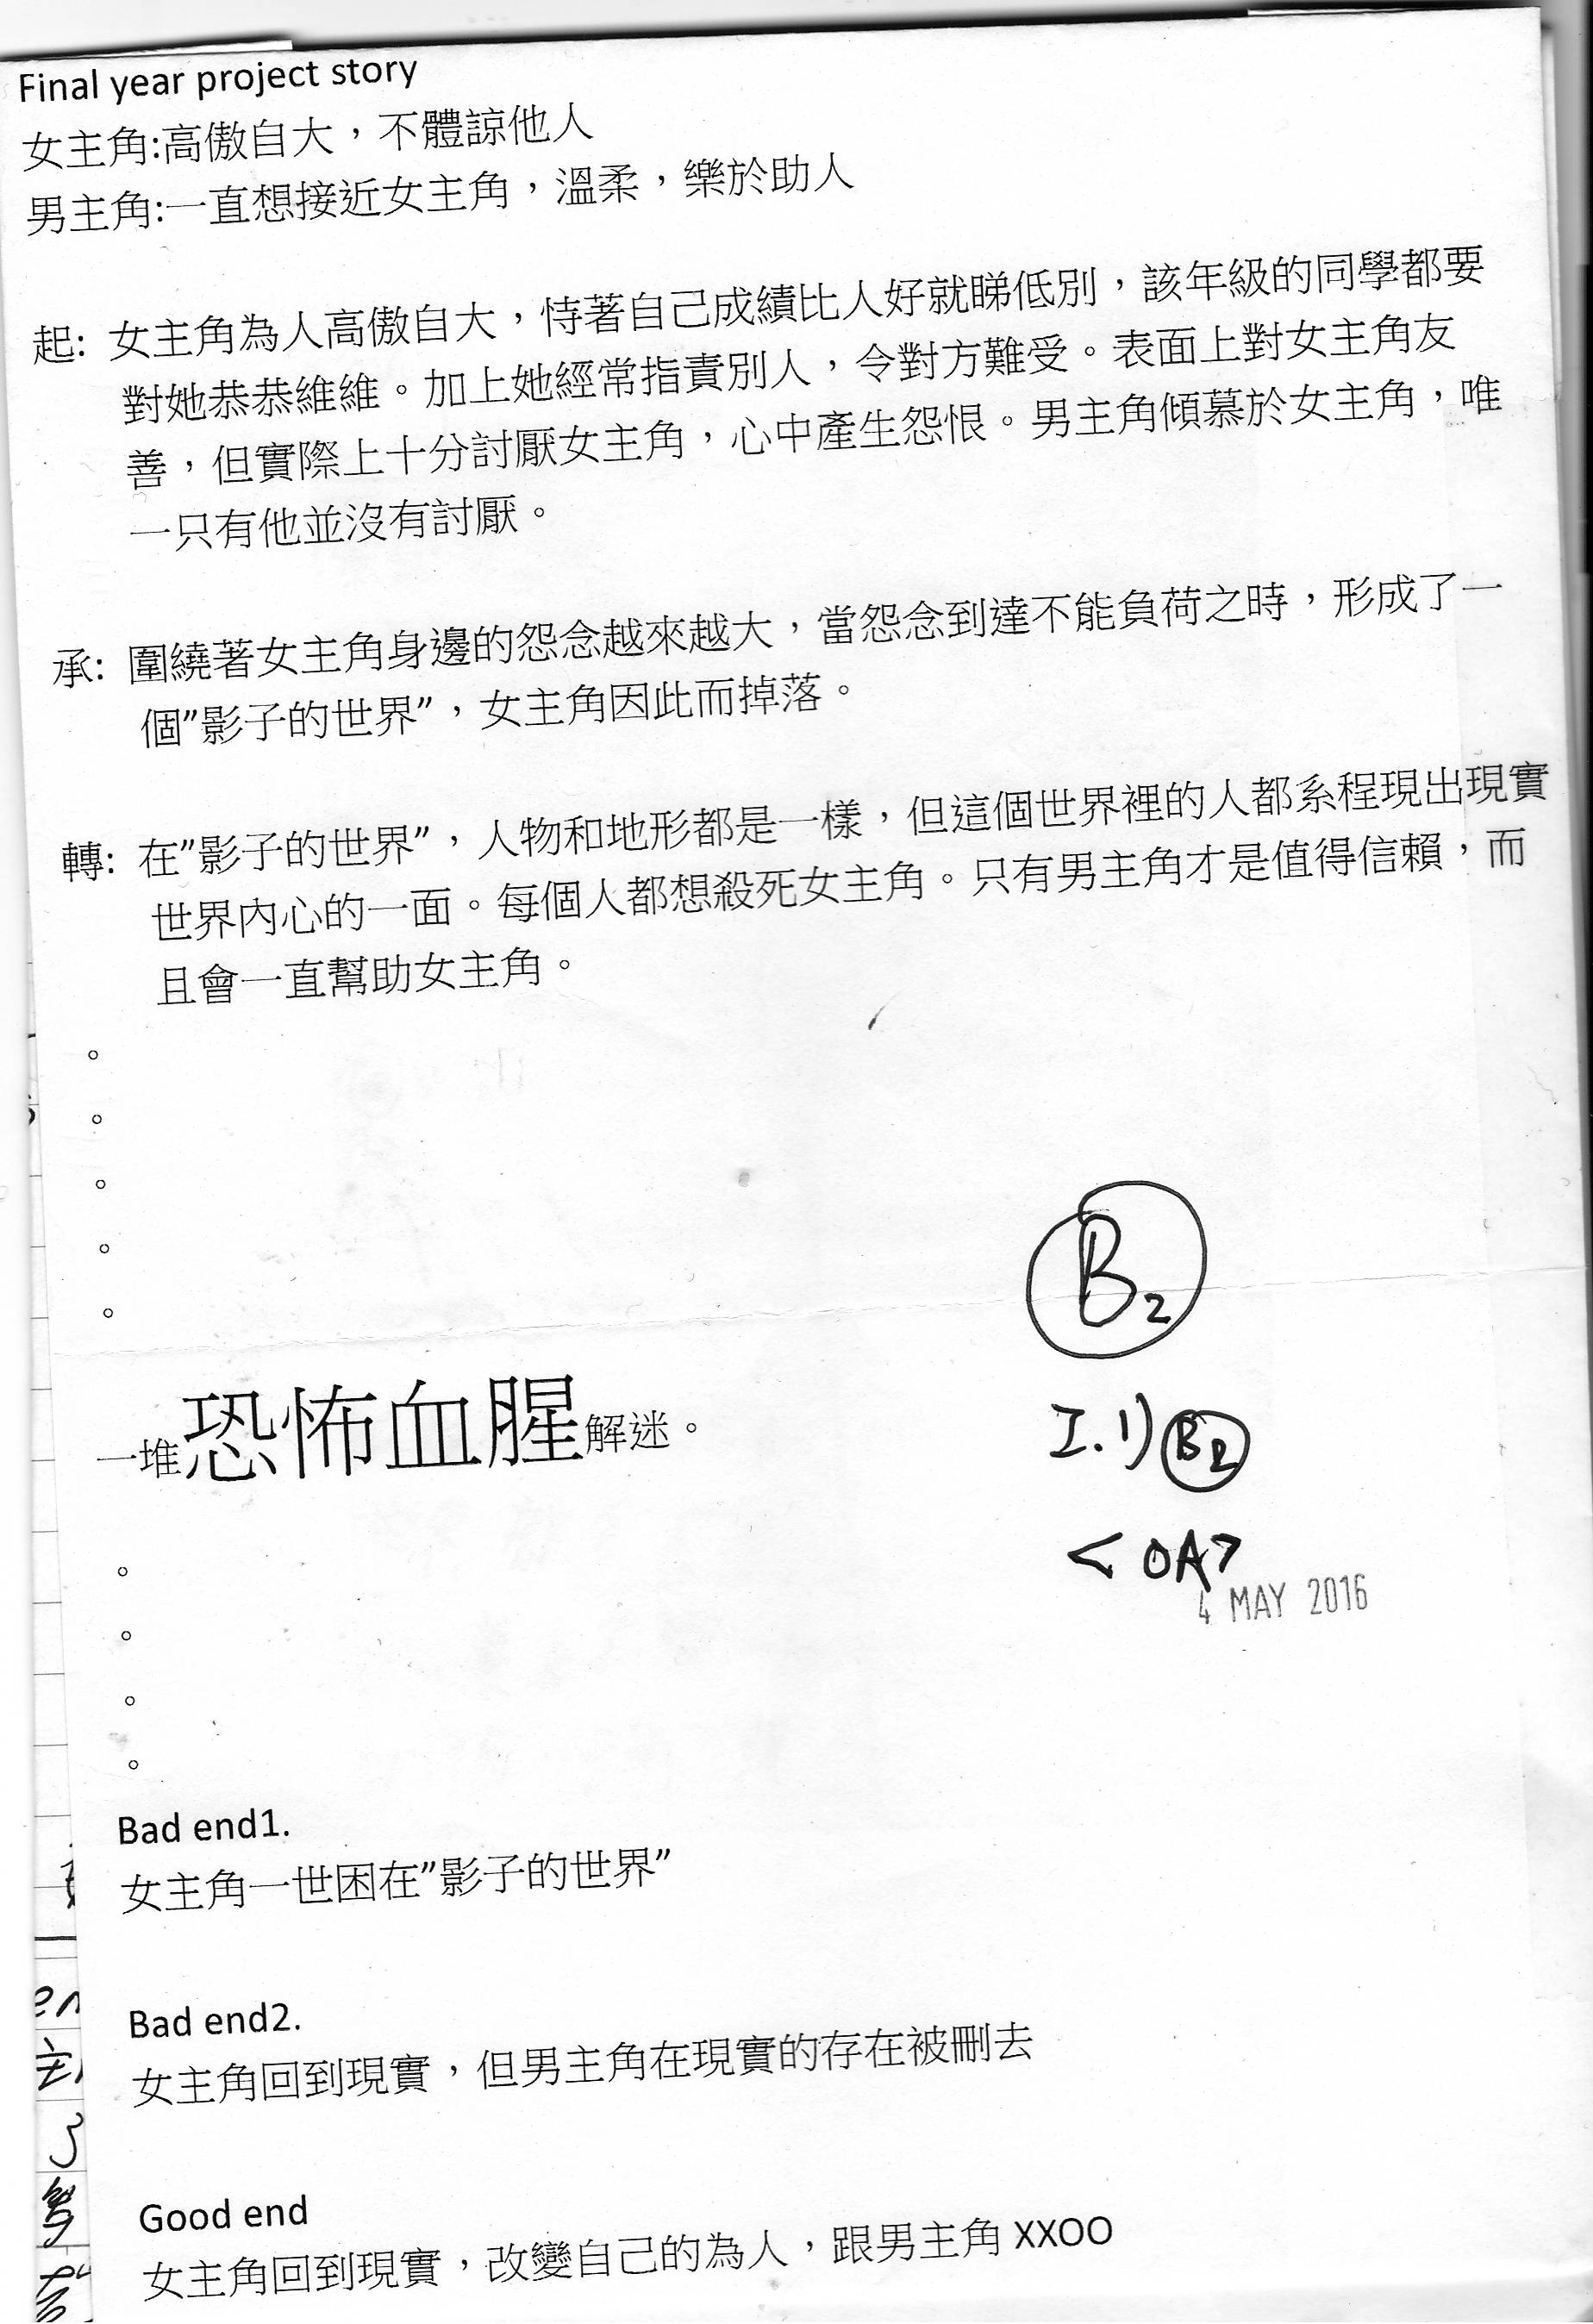 Final year project story
女主角:高傲自大，不體諒他人
男主角:一直想接近女主角，溫柔，樂於助人
起: 女主角為人高傲自大，恃著自己成績比人好就睇低別，該年級的同學都要
對她恭恭維維。加上她經常指責別人，令對方難受。表面上對女主角友
善，但實際上十分討厭女主角，心中產生怨恨。男主角傾慕於女主角，唯
一只有他並沒有討厭。
承: 圍繞著女主角身邊的怨念越來越大，當怨念到達不能負荷之時，形成了一
個”影子的世界”，女主角因此而掉落。
轉: 在”影子的世界”，人物和地形都是一樣，但這個世界裡的人都系程現出現實
世界內心的一面。每個人都想殺死女主角。只有男主角才是值得信賴，而
且會一直幫助女主角。
。
。
。
。
。
B2
一堆恐怖血腥解迷。
I.1) B2
<OA>
4 MAY 2016
。
。
。
。
Bad end1.
女主角一世困在”影子的世界”
Bad end2.
女主角回到現實，但男主角在現實的存在被刪去
Good end
女主角回到現實，改變自己的為人，跟男主角 XXOO